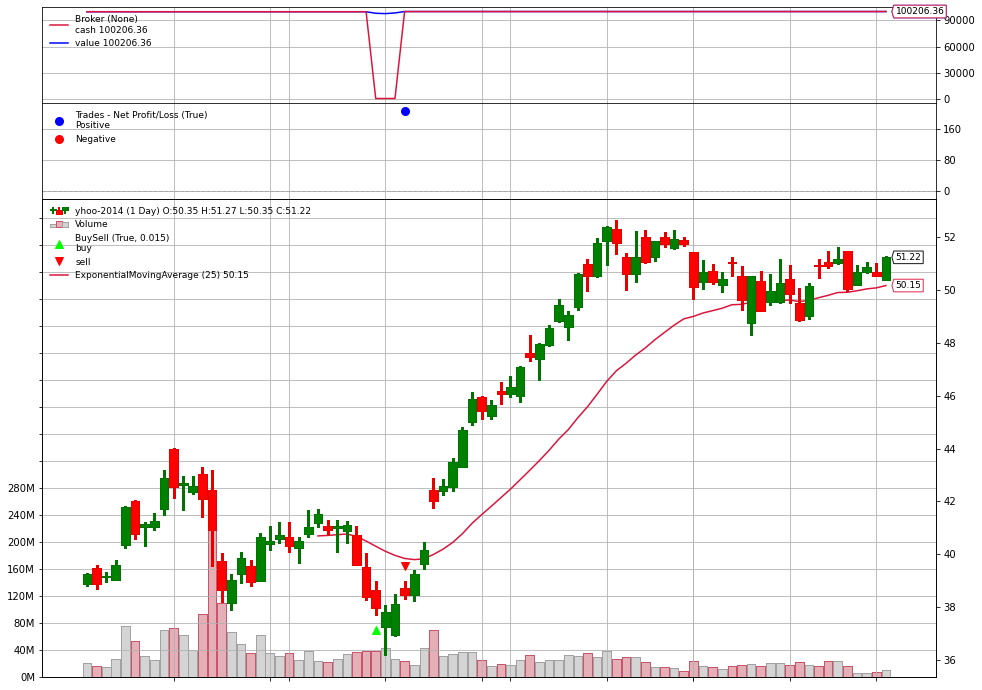 Broker (None)
cash 100206.36
value 100206.36
100206.36
90000
60000
30000
0
Trades - Net Profit/Loss (True)
Positive
Negative
160
80
0
yhoo-2014 (1 Day) O:50.35 H:51.27 L:50.35 C:51.22
Volume
BuySell (True, 0.015)
buy
sell
ExponentialMovingAverage (25) 50.15
52
51.22
50.15
50
48
46
44
42
40
38
36
280M
240M
200M
160M
120M
80M
40M
0M